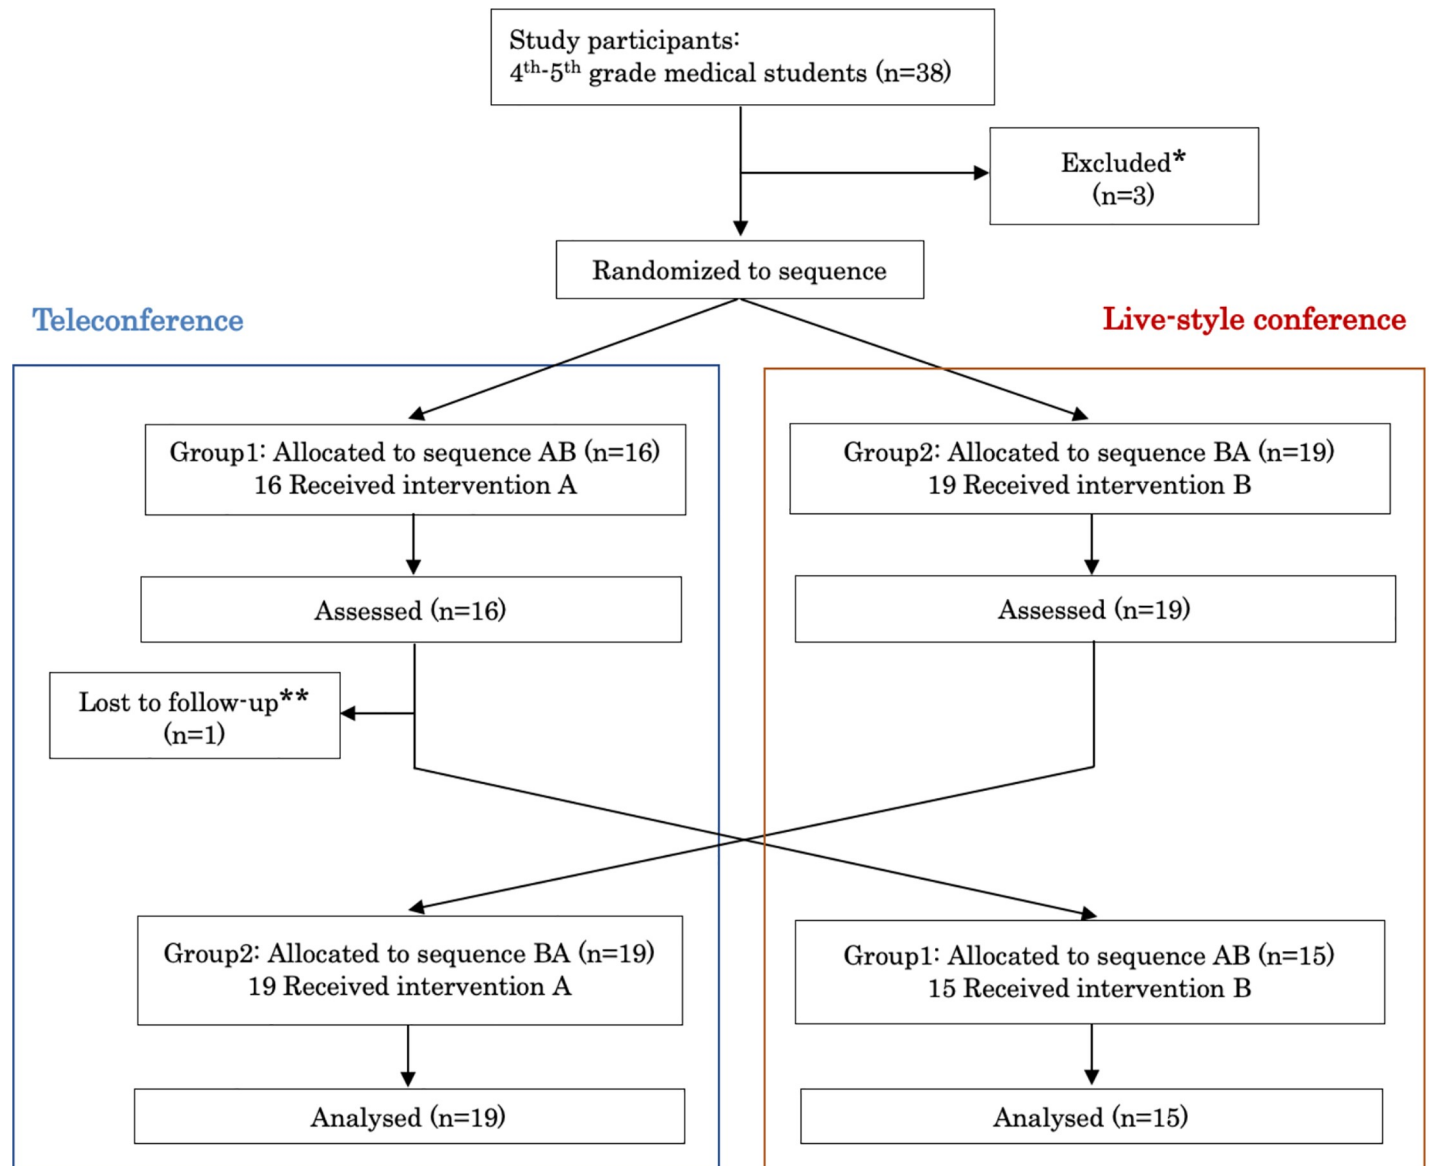 Study participants:
4th-5th grade medical students (n=38)
Excluded*
(n=3)
Randomized to sequence
Teleconference
Live-style conference
Group1: Allocated to sequence AB (n=16)
16 Received intervention A
Group2: Allocated to sequence BA (n=19)
19 Received intervention B
Assessed (n=16)
Assessed (n=19)
Lost to follow-up**
(n=1)
Group2: Allocated to sequence BA (n=19)
19 Received intervention A
Group1: Allocated to sequence AB (n=15)
15 Received intervention B
Analysed (n=19)
Analysed (n=15)